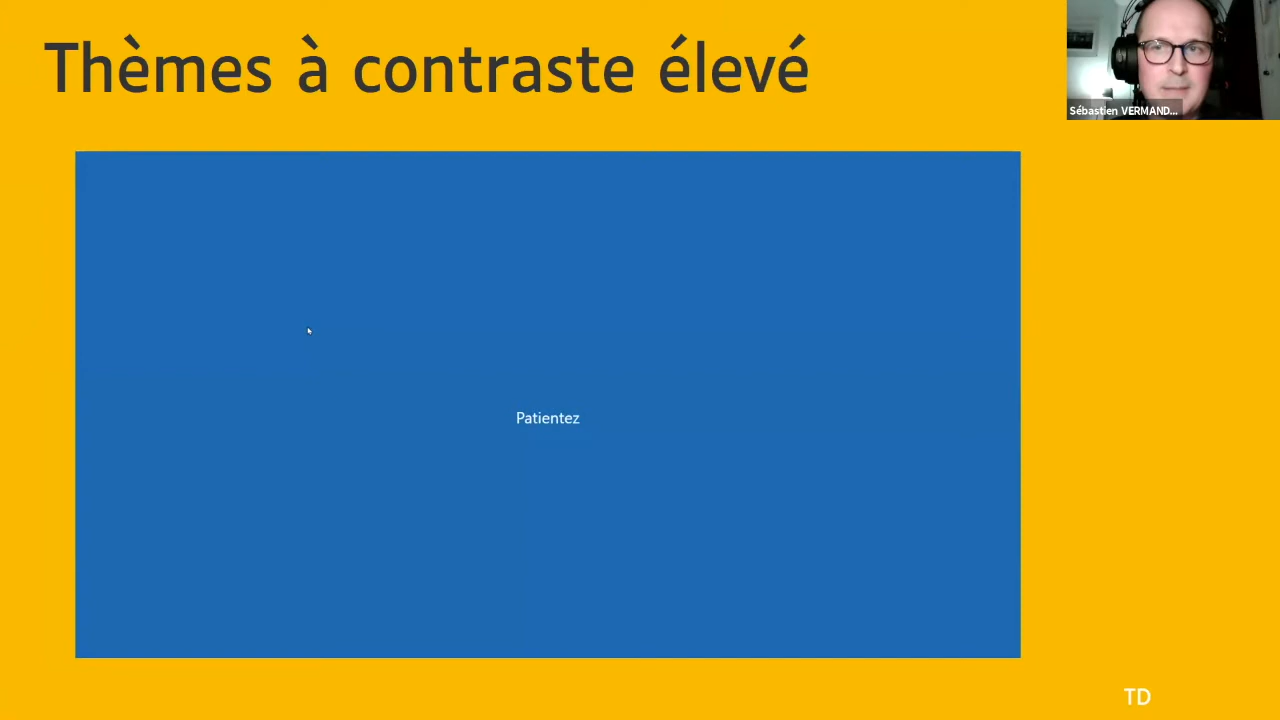 Thèmes à contraste élevé
Sébastien VERMAND...
Patientez
TD